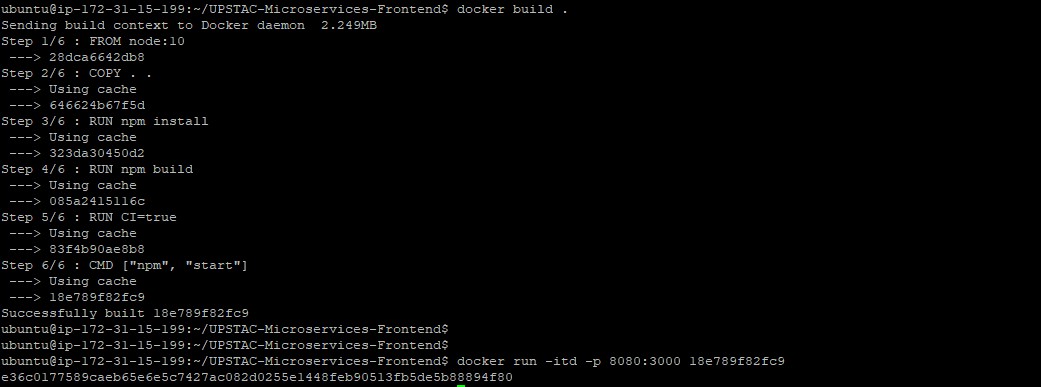 ubuntu@ip-172-31-15-199:~/UPSTAC-Microservices-Frontend$ docker build .
Sending build context to Docker daemon  2.249MB
Step 1/6 : FROM node:10
 ---> 28dca6642db8
Step 2/6 : COPY . .
 ---> Using cache
 ---> 646624b67f5d
Step 3/6 : RUN npm install
 ---> Using cache
 ---> 323da30450d2
Step 4/6 : RUN npm build
 ---> Using cache
 ---> 085a2415116c
Step 5/6 : RUN CI=true
 ---> Using cache
 ---> 83f4b90ae8b8
Step 6/6 : CMD ["npm", "start"]
 ---> Using cache
 ---> 18e789f82fc9
Successfully built 18e789f82fc9
ubuntu@ip-172-31-15-199:~/UPSTAC-Microservices-Frontend$
ubuntu@ip-172-31-15-199:~/UPSTAC-Microservices-Frontend$
ubuntu@ip-172-31-15-199:~/UPSTAC-Microservices-Frontend$ docker run -itd -p 8080:3000 18e789f82fc9
e36c0177589caeb65e6e5c7427ac082d0255e1448feb90513fb5de5b88894f80